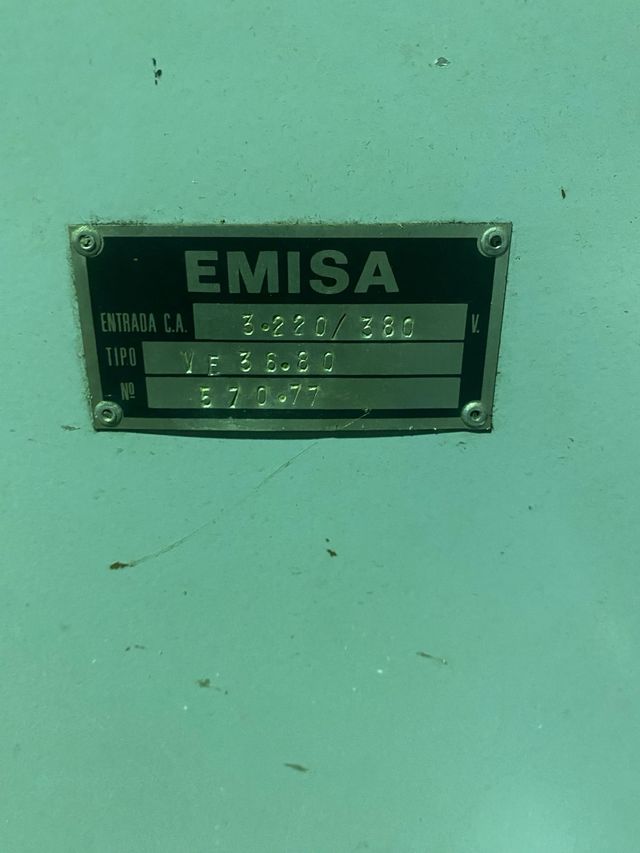 EMISA
ENTRADA C.A. 3·220/380 V.
TIPO VF 36·80
Nº 570·77